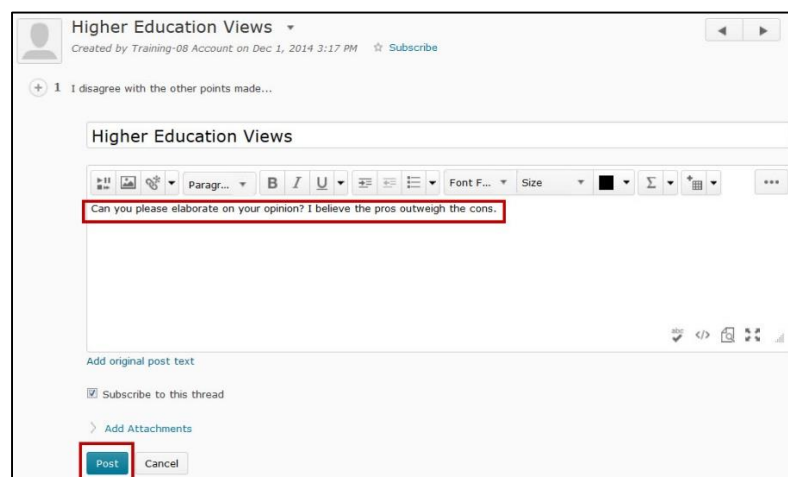 Higher Education Views
Created by Training-08 Account on Dec 1, 2014 3:17 PM Subscribe
1 I disagree with the other points made...
Higher Education Views
Paragr... B I U Font F... Size Σ ...
Can you please elaborate on your opinion? I believe the pros outweigh the cons.
abc </>
Add original post text
Subscribe to this thread
Add Attachments
Post Cancel